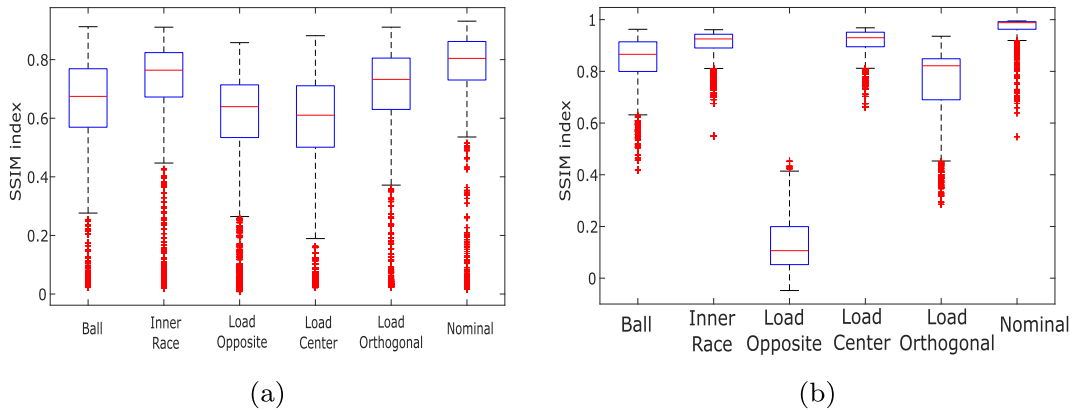 SSIM index
0.8
0.6
0.4
0.2
0
Ball
Inner Race
Load Opposite
Load Center
Load Orthogonal
Nominal
(a)
SSIM index
1
0.8
0.6
0.4
0.2
0
Ball
Inner Race
Load Opposite
Load Center
Load Orthogonal
Nominal
(b)